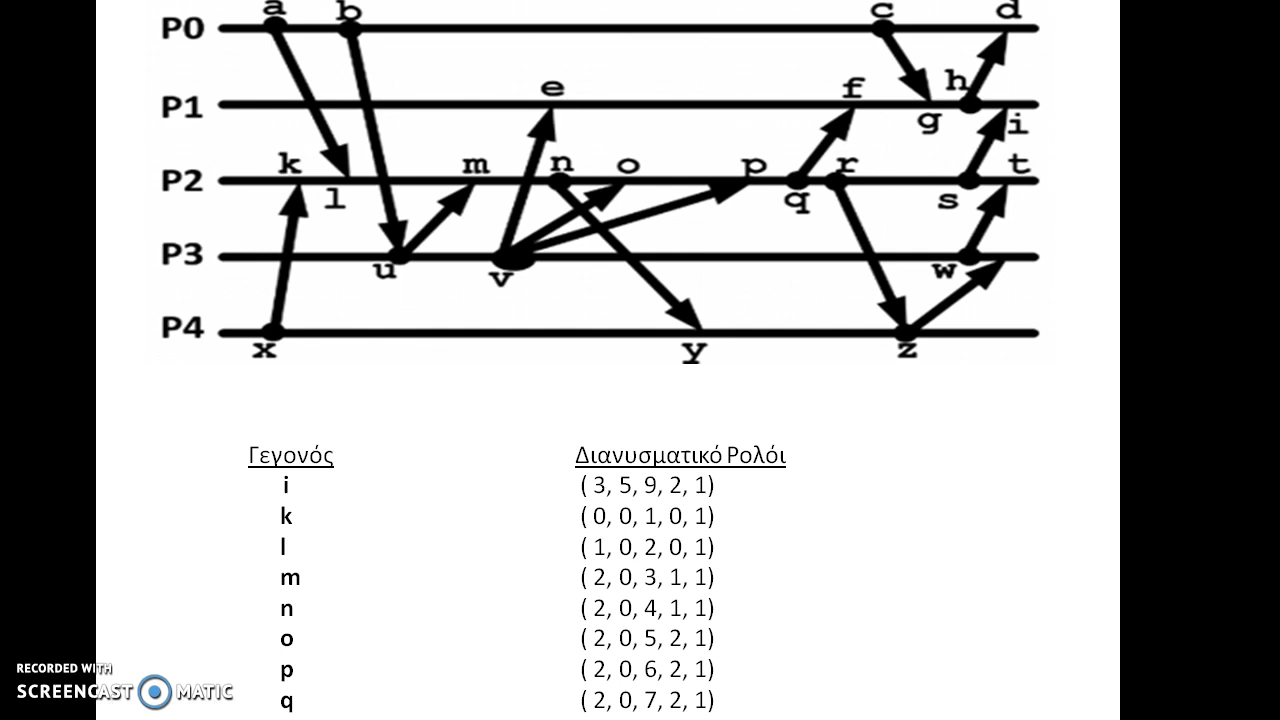 a b c d
P0
e f h
P1
g i
k m n o p r t
P2
l q s
P3
u v w
P4
x y z
Γεγονός Διανυσματικό Ρολόι
i ( 3, 5, 9, 2, 1)
k ( 0, 0, 1, 0, 1)
l ( 1, 0, 2, 0, 1)
m ( 2, 0, 3, 1, 1)
n ( 2, 0, 4, 1, 1)
o ( 2, 0, 5, 2, 1)
p ( 2, 0, 6, 2, 1)
q ( 2, 0, 7, 2, 1)
RECORDED WITH
SCREENCAST MATIC